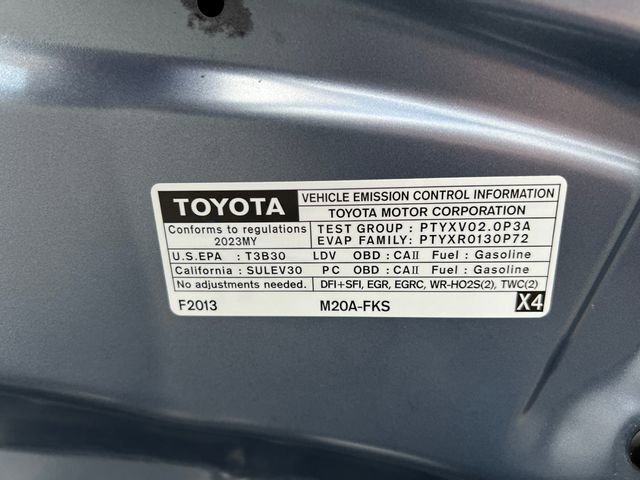 TOYOTA
VEHICLE EMISSION CONTROL INFORMATION
TOYOTA MOTOR CORPORATION
Conforms to regulations
2023MY
TEST GROUP : PTYXV02.0P3A
EVAP FAMILY: PTYXR0130P72
U.S.EPA : T3B30 LDV OBD : CAII Fuel : Gasoline
California : SULEV30 PC OBD : CAII Fuel : Gasoline
No adjustments needed. DFI+SFI, EGR, EGRC, WR-HO2S(2), TWC(2)
F2013 M20A-FKS X4